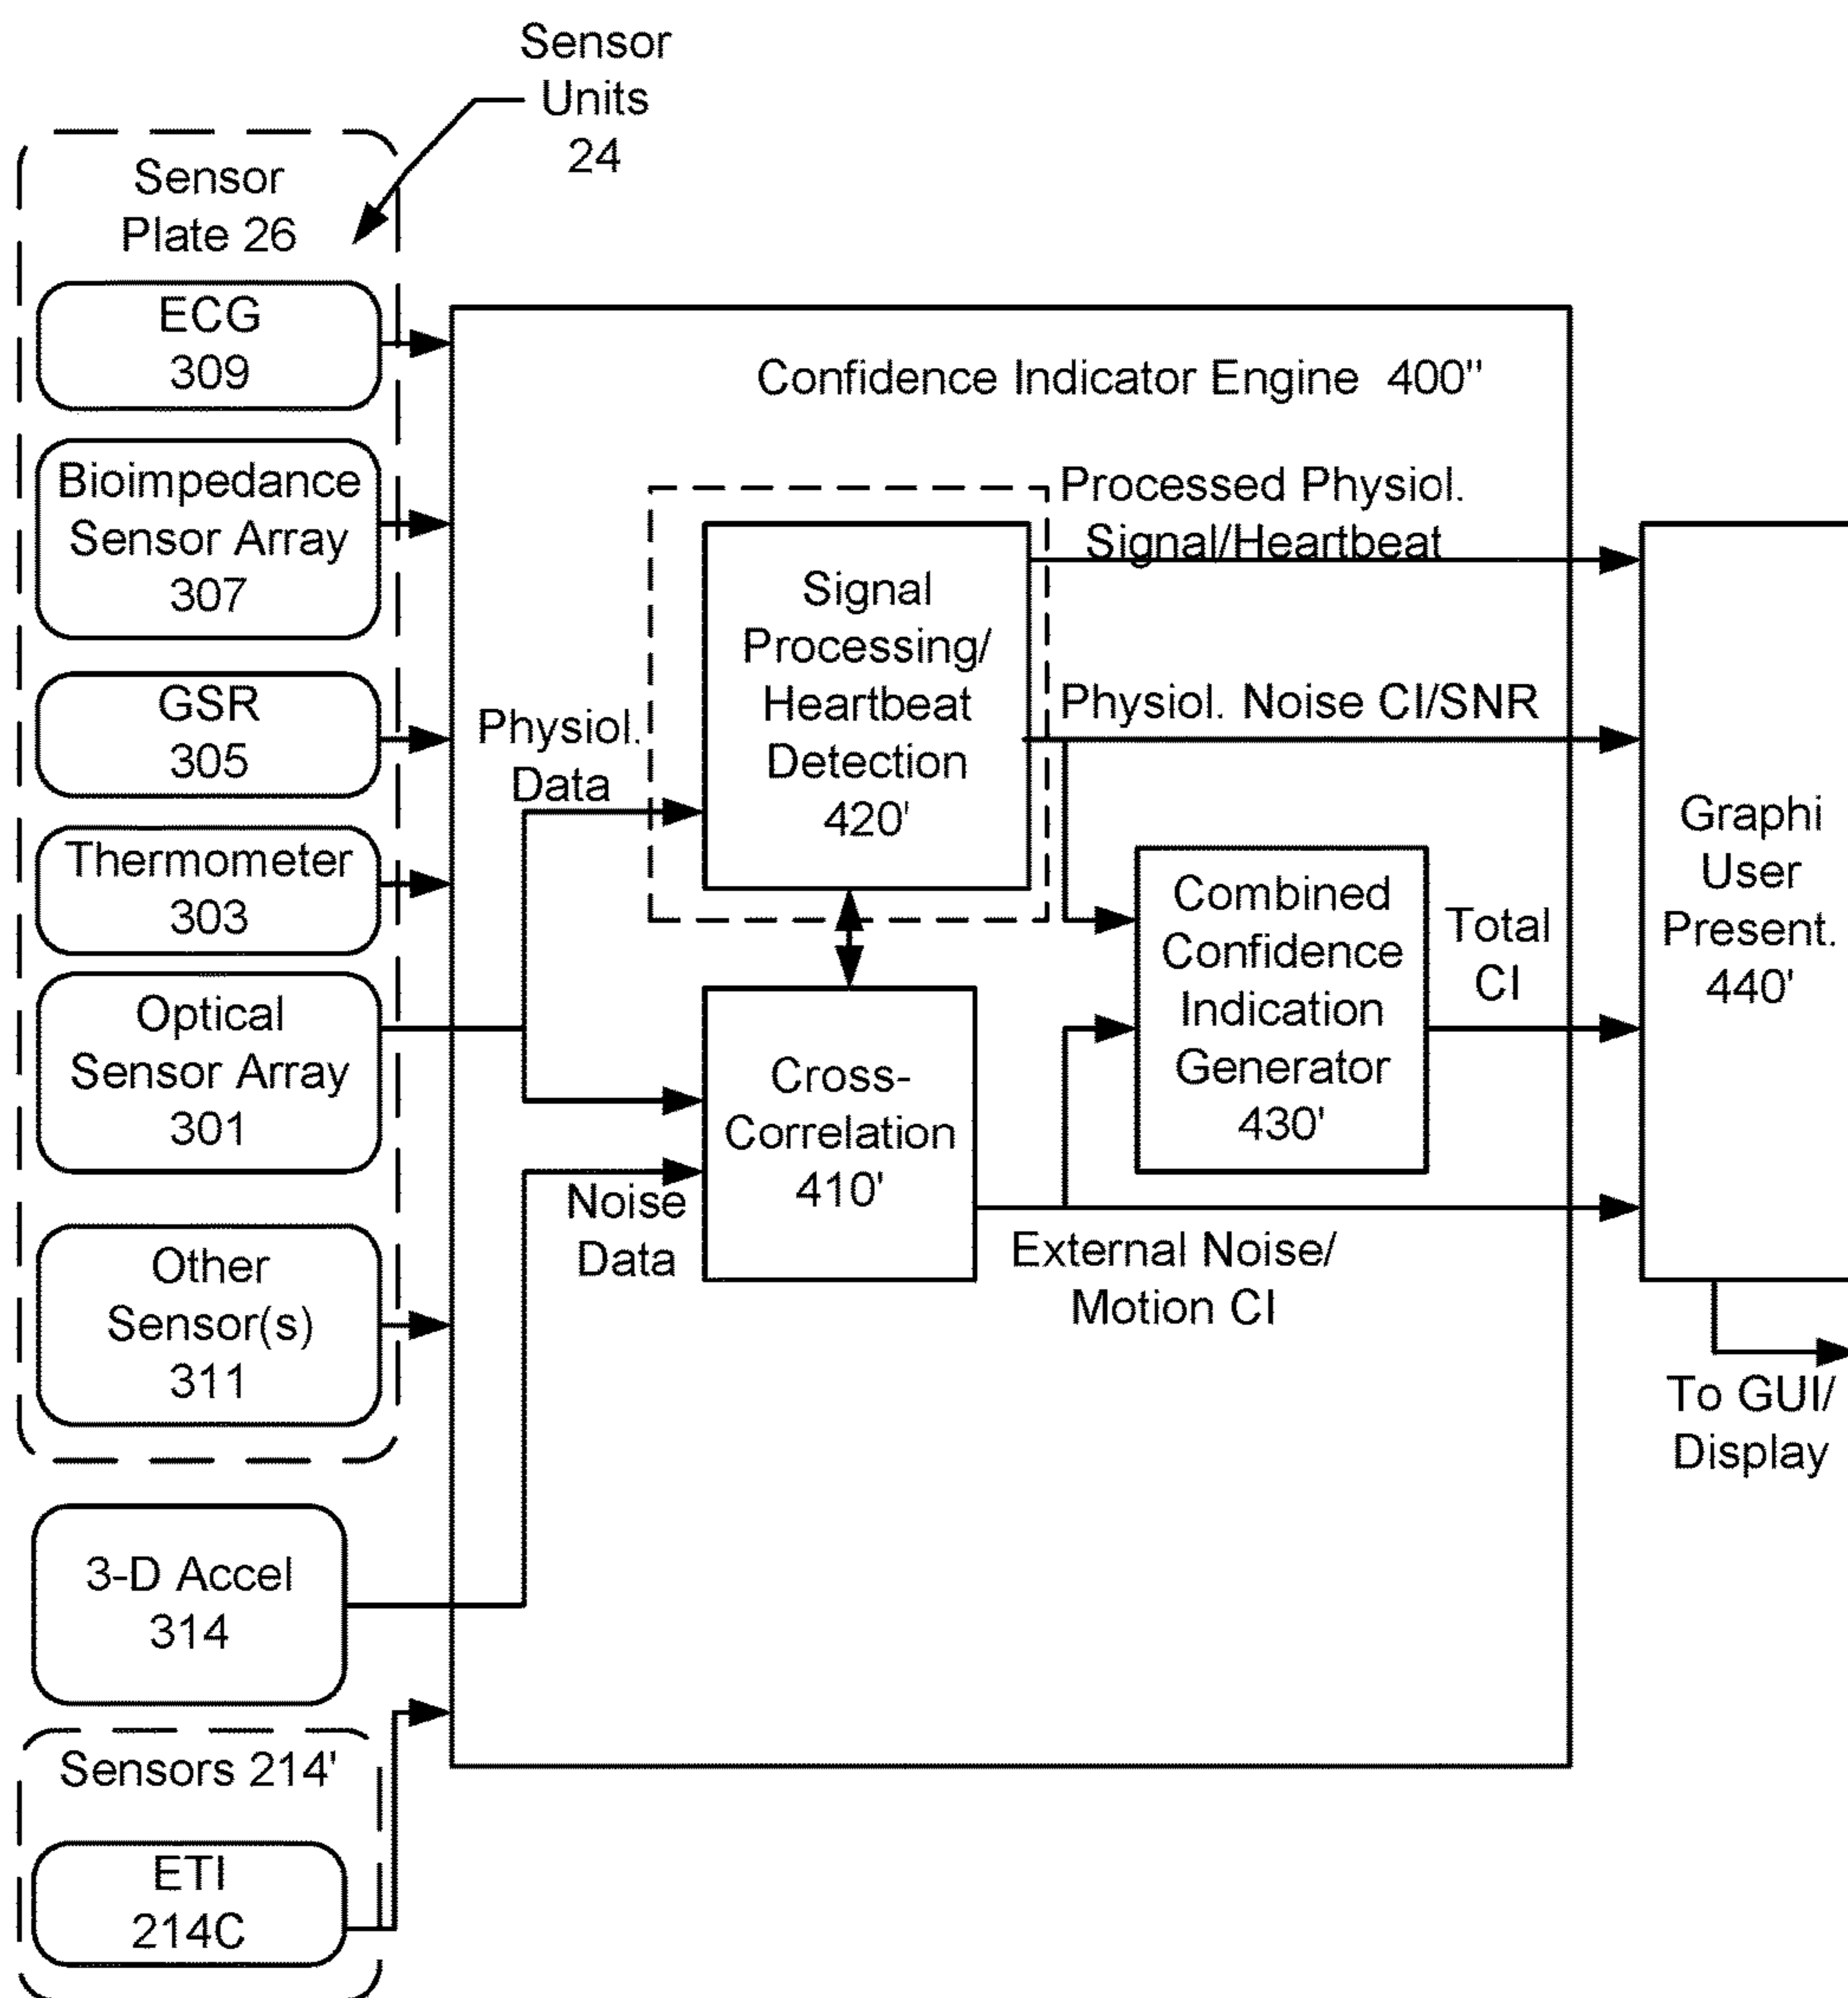 Sensor
Units
24
Sensor
Plate 26
ECG
309
Bioimpedance
Sensor Array
307
GSR
305
Thermometer
303
Optical
Sensor Array
301
Other
Sensor(s)
311
3-D Accel
314
Sensors 214'
ETI
214C
Confidence Indicator Engine 400"
Physiol.
Data
Noise
Data
Signal
Processing/
Heartbeat
Detection
420'
Cross-
Correlation
410'
Processed Physiol.
Signal/Heartbeat
Physiol. Noise CI/SNR
Combined
Confidence
Indication
Generator
430'
Total
CI
External Noise/
Motion CI
Graphi
User
Present.
440'
To GUI/
Display